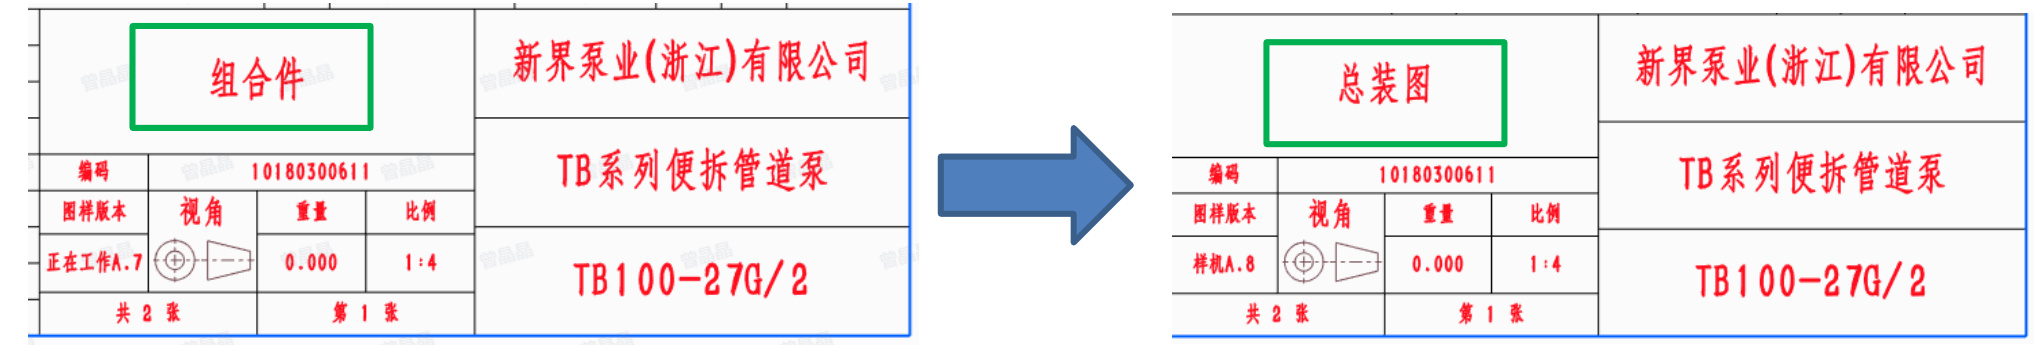 组合件
新界泵业(浙江)有限公司
编码 10180300611
TB系列便拆管道泵
图样版本 视角 重量 比例
正在工作A.7 0.000 1:4
TB100-27G/2
共 2 张 第 1 张
总装图
新界泵业(浙江)有限公司
编码 10180300611
TB系列便拆管道泵
图样版本 视角 重量 比例
样机A.8 0.000 1:4
TB100-27G/2
共 2 张 第 1 张